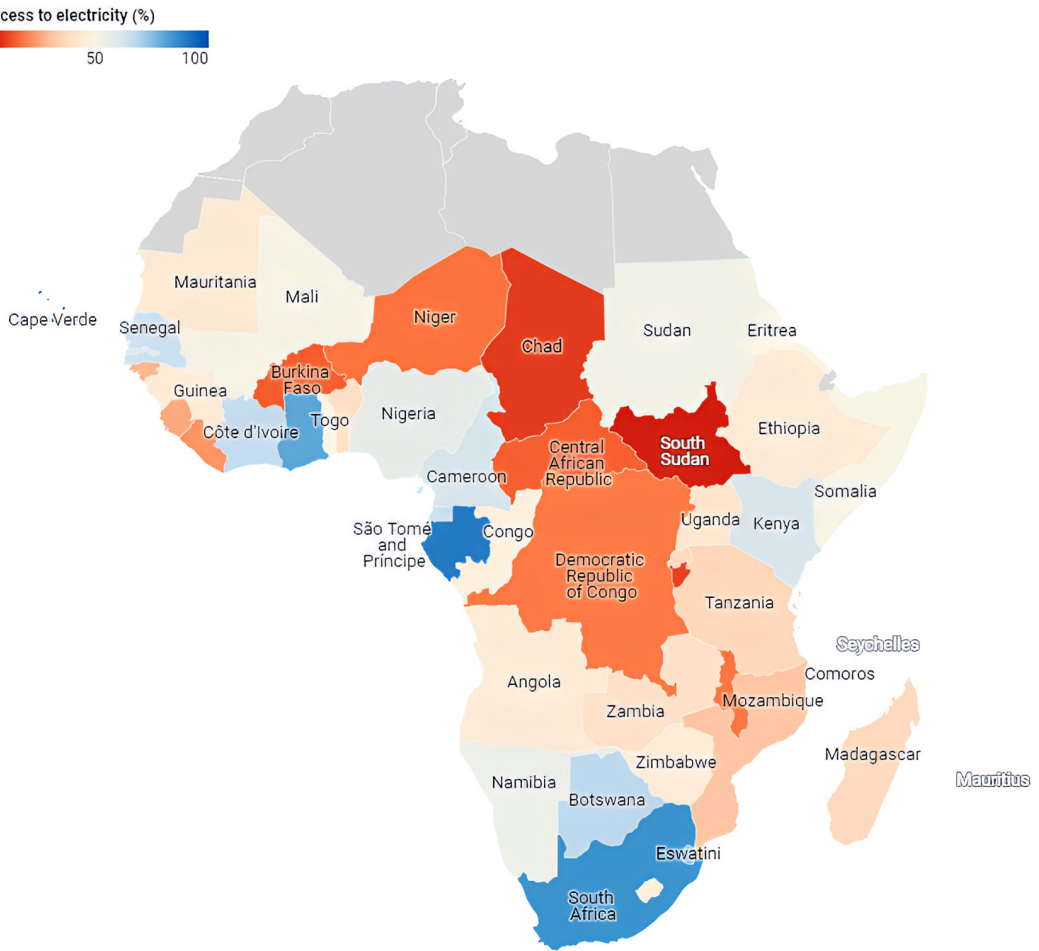 cess to electricity (%)
50
100
Mauritania
Mali
Niger
Chad
Sudan
Eritrea
Cape Verde
Senegal
Guinea
Burkina
Faso
Côte d'Ivoire
Togo
Nigeria
Ethiopia
South
Sudan
Central
African
Republic
Cameroon
Somalia
São Tomé
and
Príncipe
Congo
Uganda
Kenya
Democratic
Republic
of Congo
Tanzania
Seychelles
Comoros
Angola
Zambia
Mozambique
Zimbabwe
Madagascar
Mauritius
Namibia
Botswana
Eswatini
South
Africa